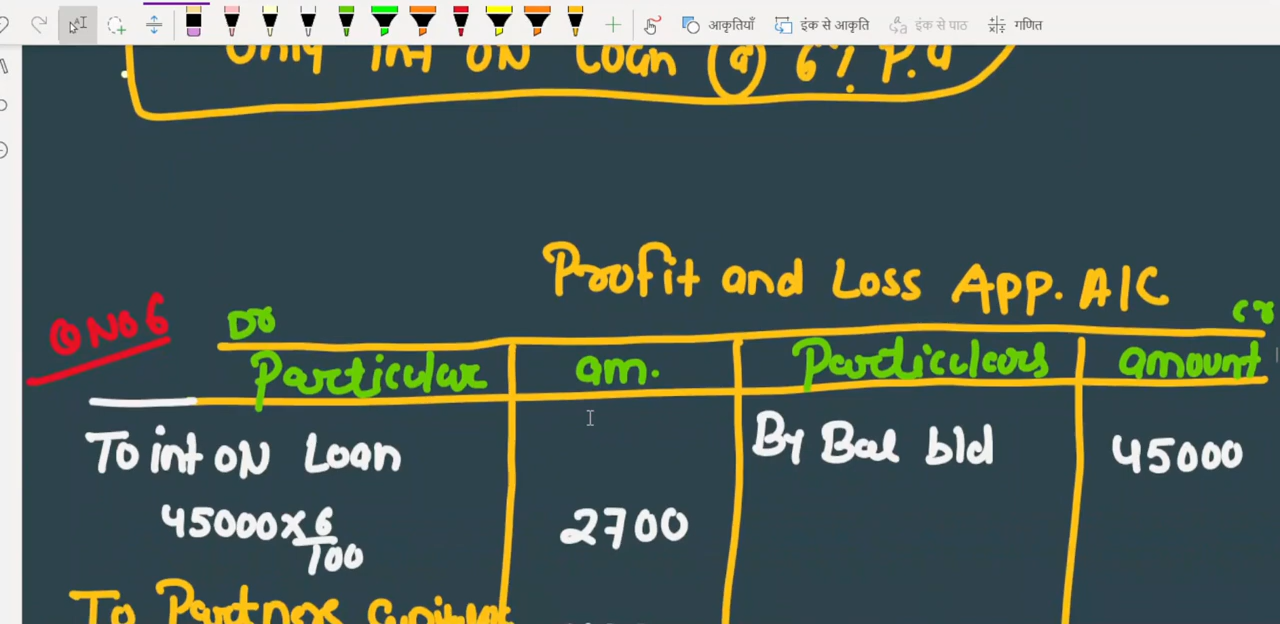 आकृतियाँ इंक से आकृति इंक से पाठ गणित
Only int ON Loan @ 6% P.a
Profit and Loss App. A/C
Q NO 6
Dr Cr
Particular am. Particulars amount
To int ON Loan By Bal b/d 45000
45000 x 6/100 2700
To Partners Capital